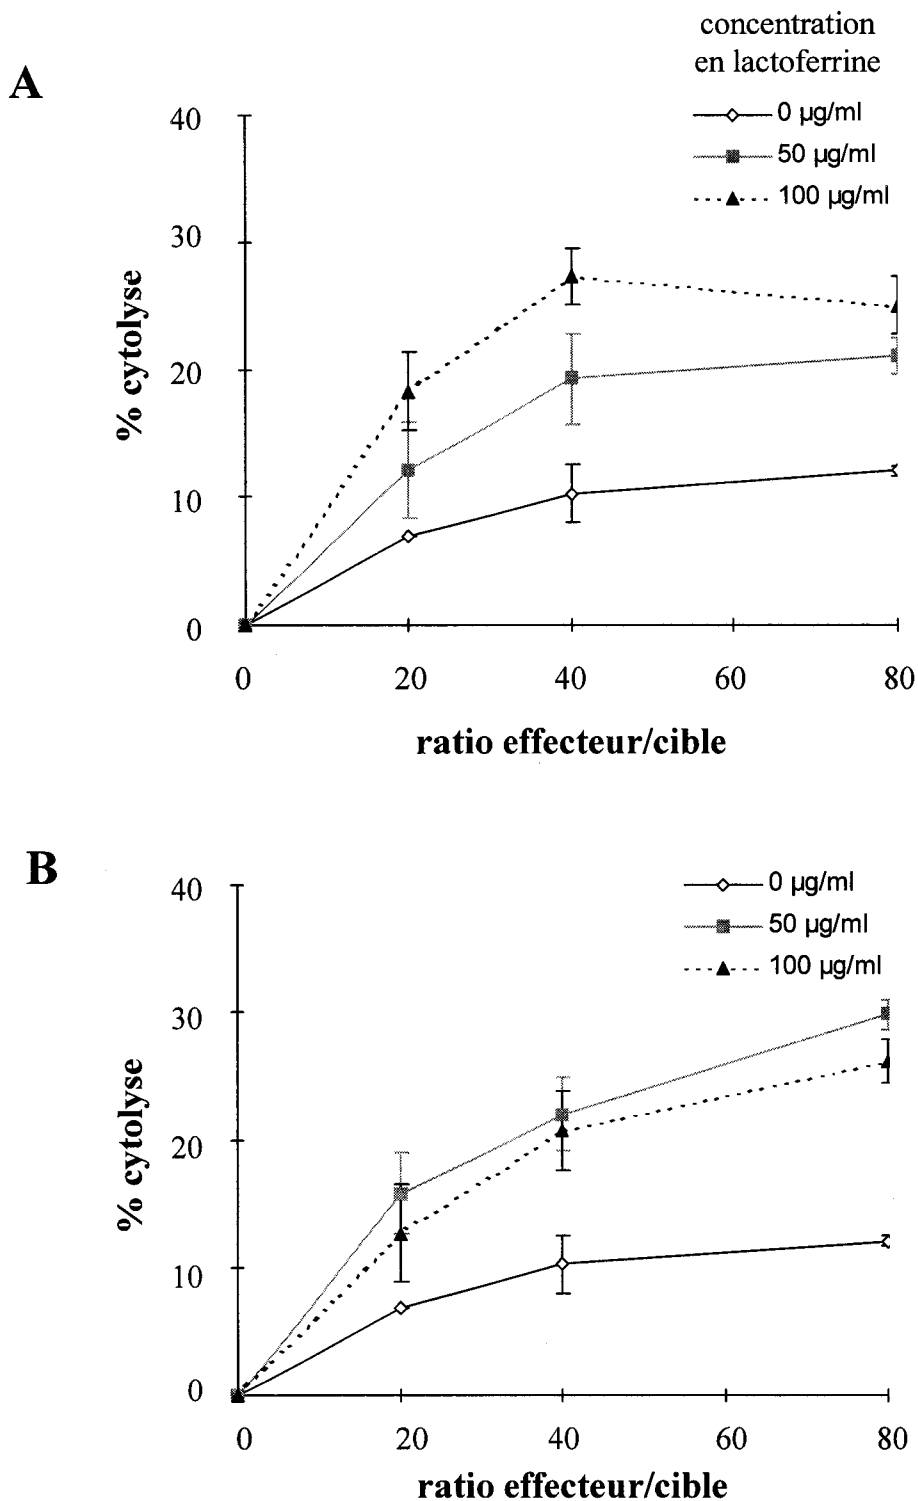 concentration
en lactoferrine
A
0 µg/ml
50 µg/ml
100 µg/ml
40
30
20
10
0
% cytolyse
0 20 40 60 80
ratio effecteur/cible
B
0 µg/ml
50 µg/ml
100 µg/ml
40
30
20
10
0
% cytolyse
0 20 40 60 80
ratio effecteur/cible